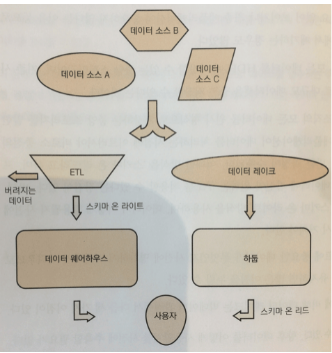 데이터 소스 B
데이터 소스 A
데이터
소스 C
ETL
데이터 레이크
버려지는
데이터
스키마 온 라이트
데이터 웨어하우스
하둡
사용자
스키마 온 리드